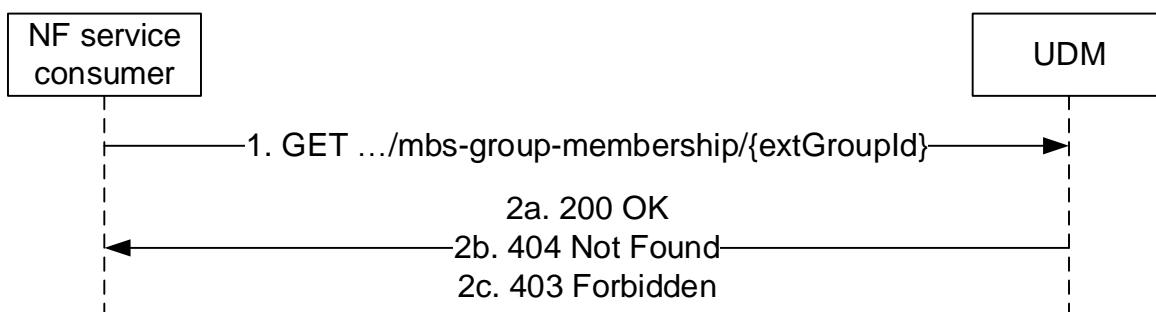 NF service
consumer
UDM
1. GET …/mbs-group-membership/{extGroupId}
2a. 200 OK
2b. 404 Not Found
2c. 403 Forbidden